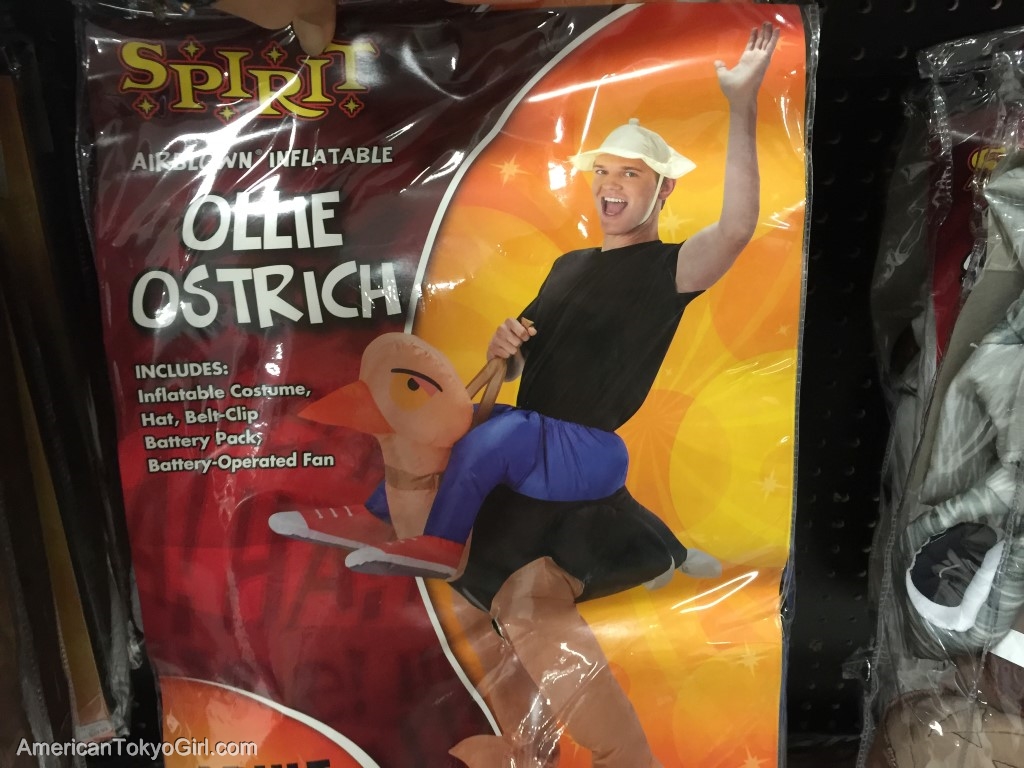 SPIRIT
AIRBLOWN® INFLATABLE
OLLIE
OSTRICH
INCLUDES:
Inflatable Costume,
Hat, Belt-Clip
Battery Pack,
Battery-Operated Fan
AmericanTokyoGirl.com